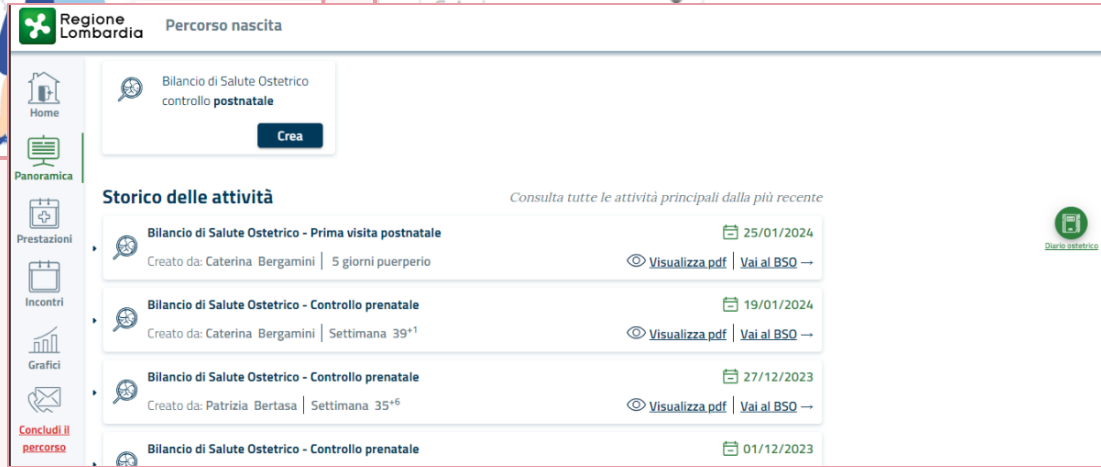 Regione
Lombardia
Percorso nascita
Home
Panoramica
Prestazioni
Incontri
Grafici
Concludi il
percorso
Bilancio di Salute Ostetrico
controllo postnatale
Crea
Storico delle attività
Consulta tutte le attività principali dalla più recente
Bilancio di Salute Ostetrico - Prima visita postnatale
25/01/2024
Creato da: Caterina Bergamini | 5 giorni puerperio
Visualizza pdf | Vai al BSO →
Bilancio di Salute Ostetrico - Controllo prenatale
19/01/2024
Creato da: Caterina Bergamini | Settimana 39⁺¹
Visualizza pdf | Vai al BSO →
Bilancio di Salute Ostetrico - Controllo prenatale
27/12/2023
Creato da: Patrizia Bertasa | Settimana 35⁺⁶
Visualizza pdf | Vai al BSO →
Bilancio di Salute Ostetrico - Controllo prenatale
01/12/2023
Diario ostetrico